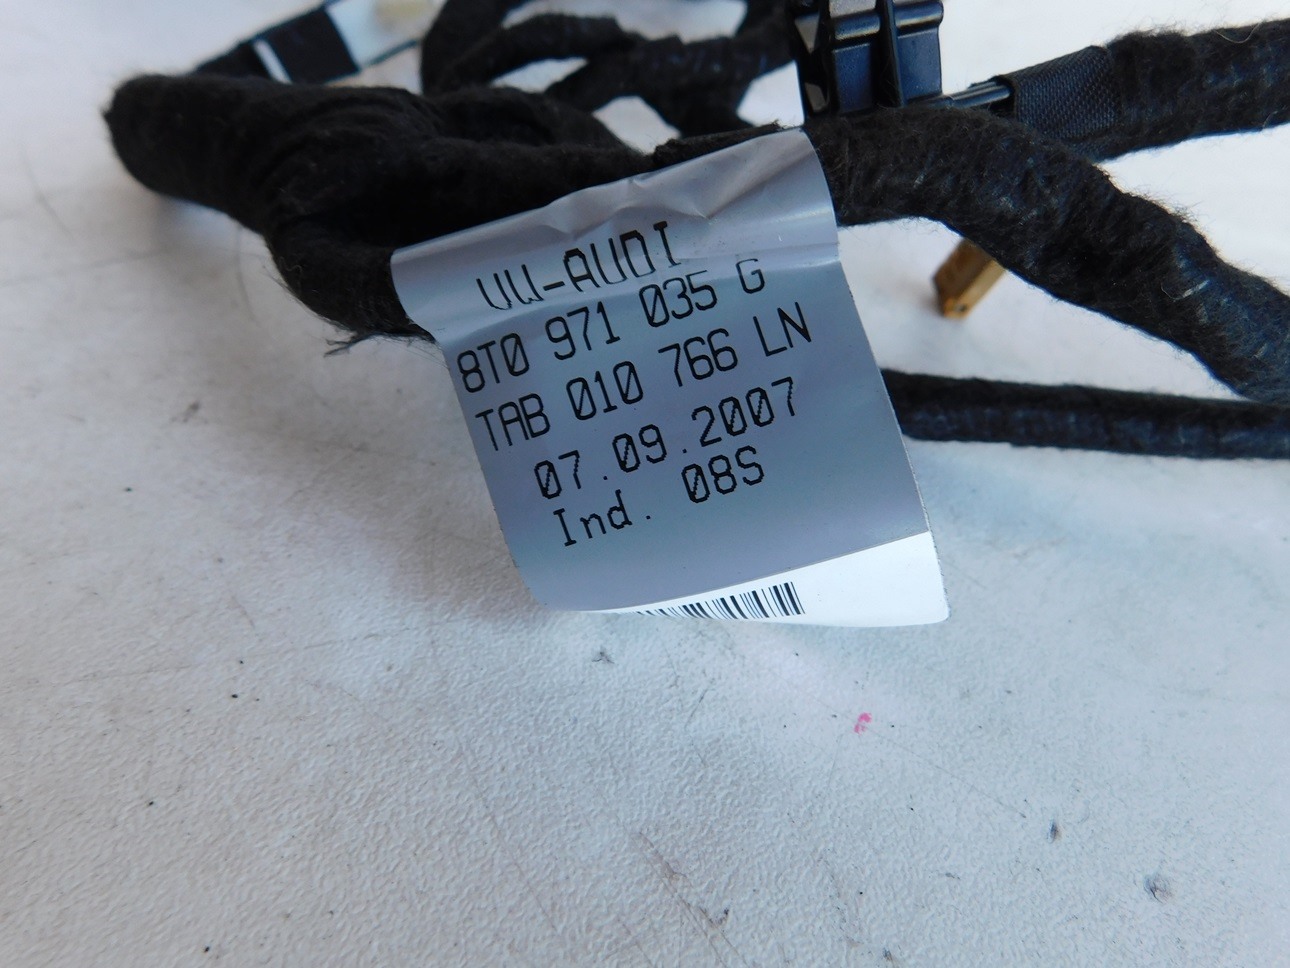 VW-AUDI
8T0 971 035 G
TAB 010 766 LN
07.09.2007
Ind. 08S